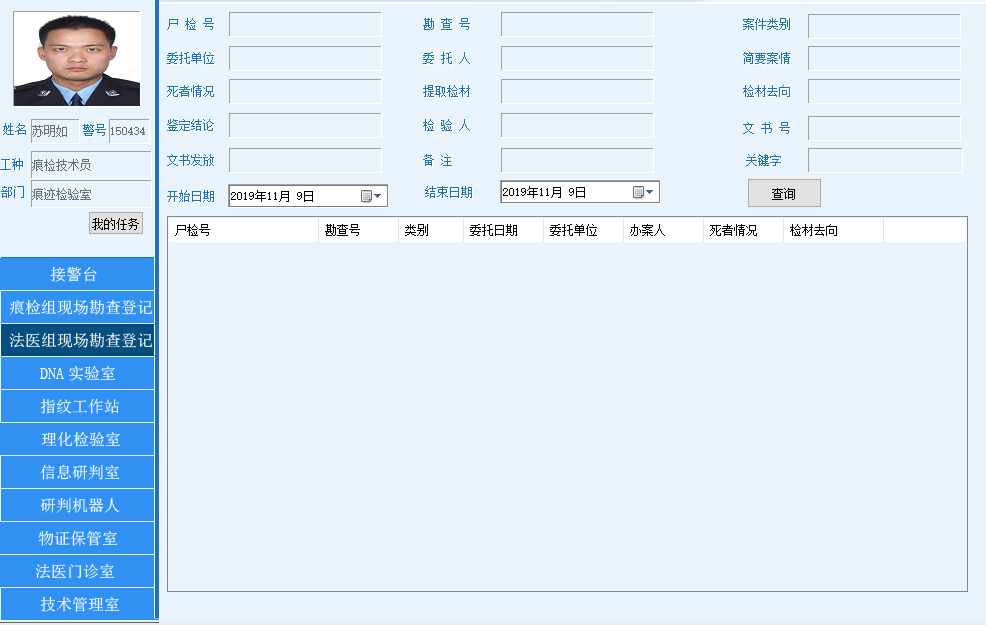 尸 检 号
勘 查 号
案件类别
委托单位
委 托 人
简要案情
死者情况
提取检材
检材去向
鉴定结论
检 验 人
文 书 号
文书发放
备 注
关键字
开始日期 2019年11月 9日
结束日期 2019年11月 9日
查询
姓名 苏明如 警号 150434
工种 痕检技术员
部门 痕迹检验室
我的任务
接警台
痕检组现场勘查登记
法医组现场勘查登记
DNA 实验室
指纹工作站
理化检验室
信息研判室
研判机器人
物证保管室
法医门诊室
技术管理室
尸检号 勘查号 类别 委托日期 委托单位 办案人 死者情况 检材去向